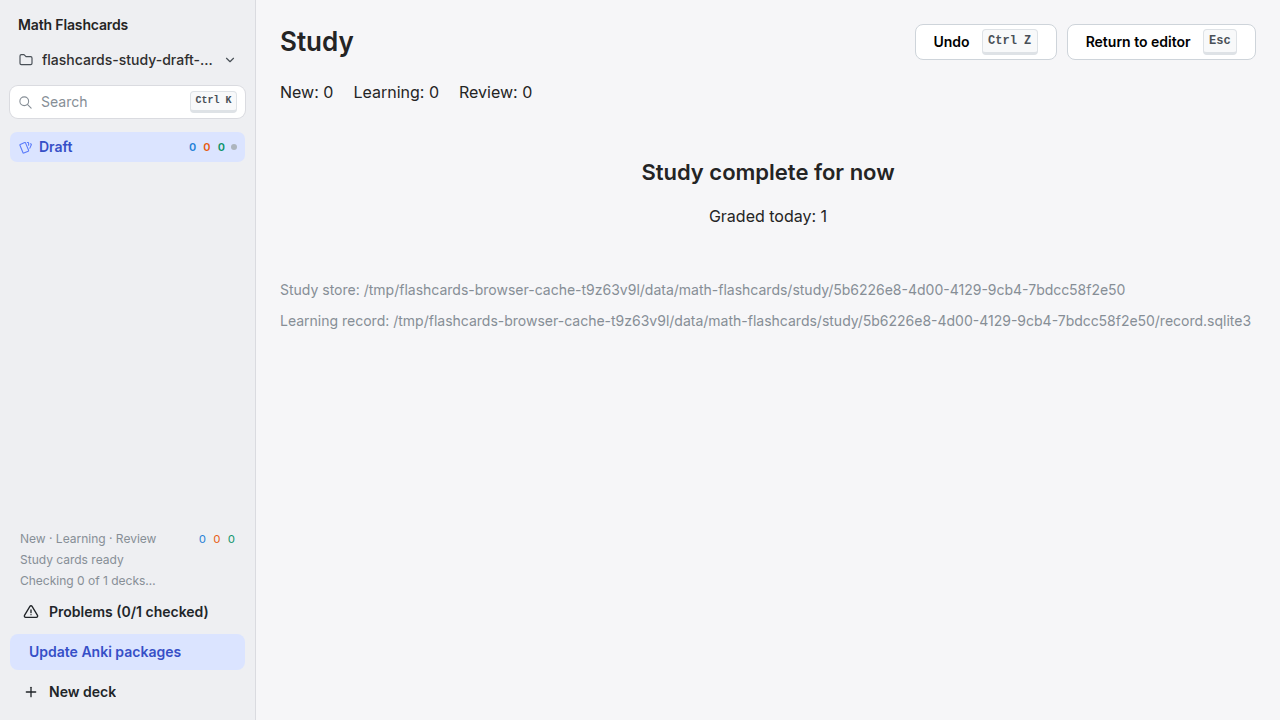 Math Flashcards
flashcards-study-draft-...
Search Ctrl K
Draft 0 0 0
New · Learning · Review 0 0 0
Study cards ready
Checking 0 of 1 decks...
Problems (0/1 checked)
Update Anki packages
New deck
Study
Undo Ctrl Z
Return to editor Esc
New: 0 Learning: 0 Review: 0
Study complete for now
Graded today: 1
Study store: /tmp/flashcards-browser-cache-t9z63v9l/data/math-flashcards/study/5b6226e8-4d00-4129-9cb4-7bdcc58f2e50
Learning record: /tmp/flashcards-browser-cache-t9z63v9l/data/math-flashcards/study/5b6226e8-4d00-4129-9cb4-7bdcc58f2e50/record.sqlite3